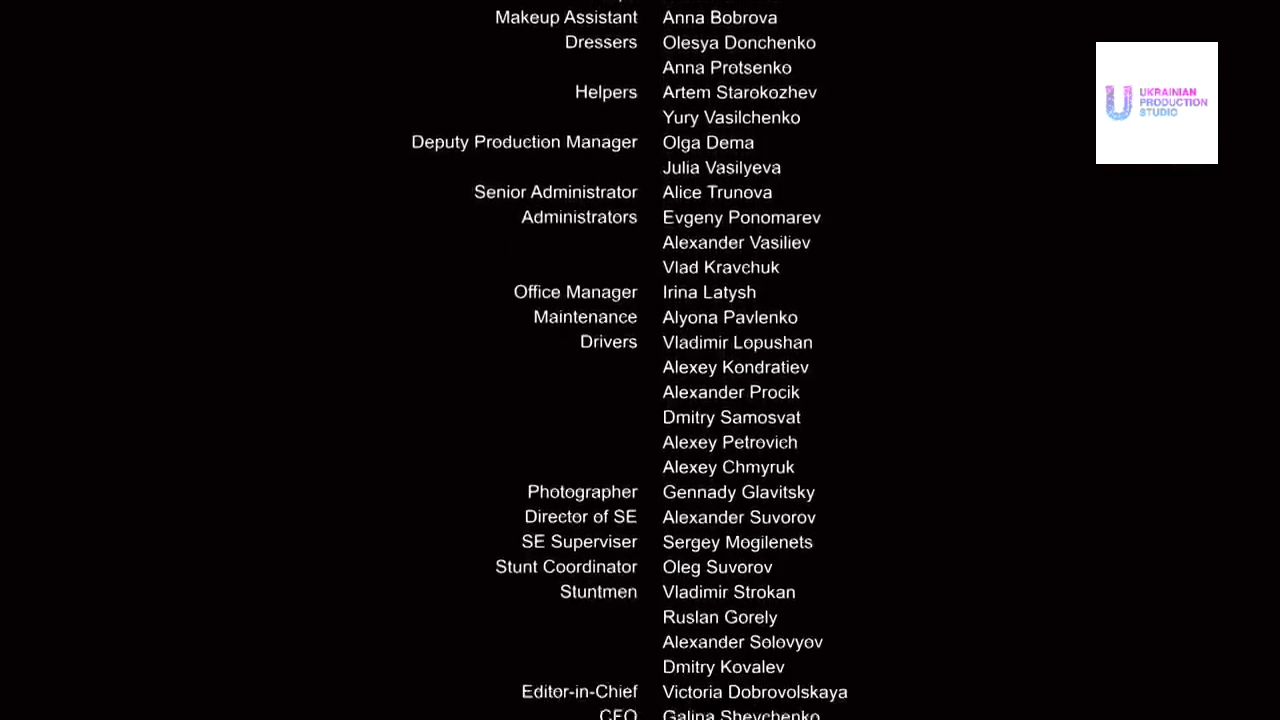 Makeup Assistant Anna Bobrova
Dressers Olesya Donchenko
Anna Protsenko
Helpers Artem Starokozhev
Yury Vasilchenko
Deputy Production Manager Olga Dema
Julia Vasilyeva
Senior Administrator Alice Trunova
Administrators Evgeny Ponomarev
Alexander Vasiliev
Vlad Kravchuk
Office Manager Irina Latysh
Maintenance Alyona Pavlenko
Drivers Vladimir Lopushan
Alexey Kondratiev
Alexander Procik
Dmitry Samosvat
Alexey Petrovich
Alexey Chmyruk
Photographer Gennady Glavitsky
Director of SE Alexander Suvorov
SE Superviser Sergey Mogilenets
Stunt Coordinator Oleg Suvorov
Stuntmen Vladimir Strokan
Ruslan Gorely
Alexander Solovyov
Dmitry Kovalev
Editor-in-Chief Victoria Dobrovolskaya
CEO Galina Shevchenko
U UKRAINIAN
PRODUCTION
STUDIO